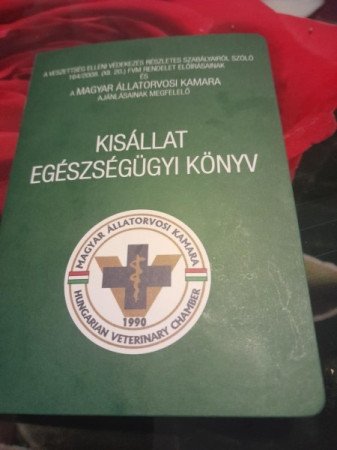 A VESZETTSÉG ELLENI VÉDEKEZÉS RÉSZLETES SZABÁLYAIRÓL SZÓLÓ
164/2008. (XII. 20.) FVM RENDELET ELŐÍRÁSAINAK
ÉS
A MAGYAR ÁLLATORVOSI KAMARA
AJÁNLÁSAINAK MEGFELELŐ
KISÁLLAT
EGÉSZSÉGÜGYI KÖNYV
MAGYAR ÁLLATORVOSI KAMARA
1990
HUNGARIAN VETERINARY CHAMBER